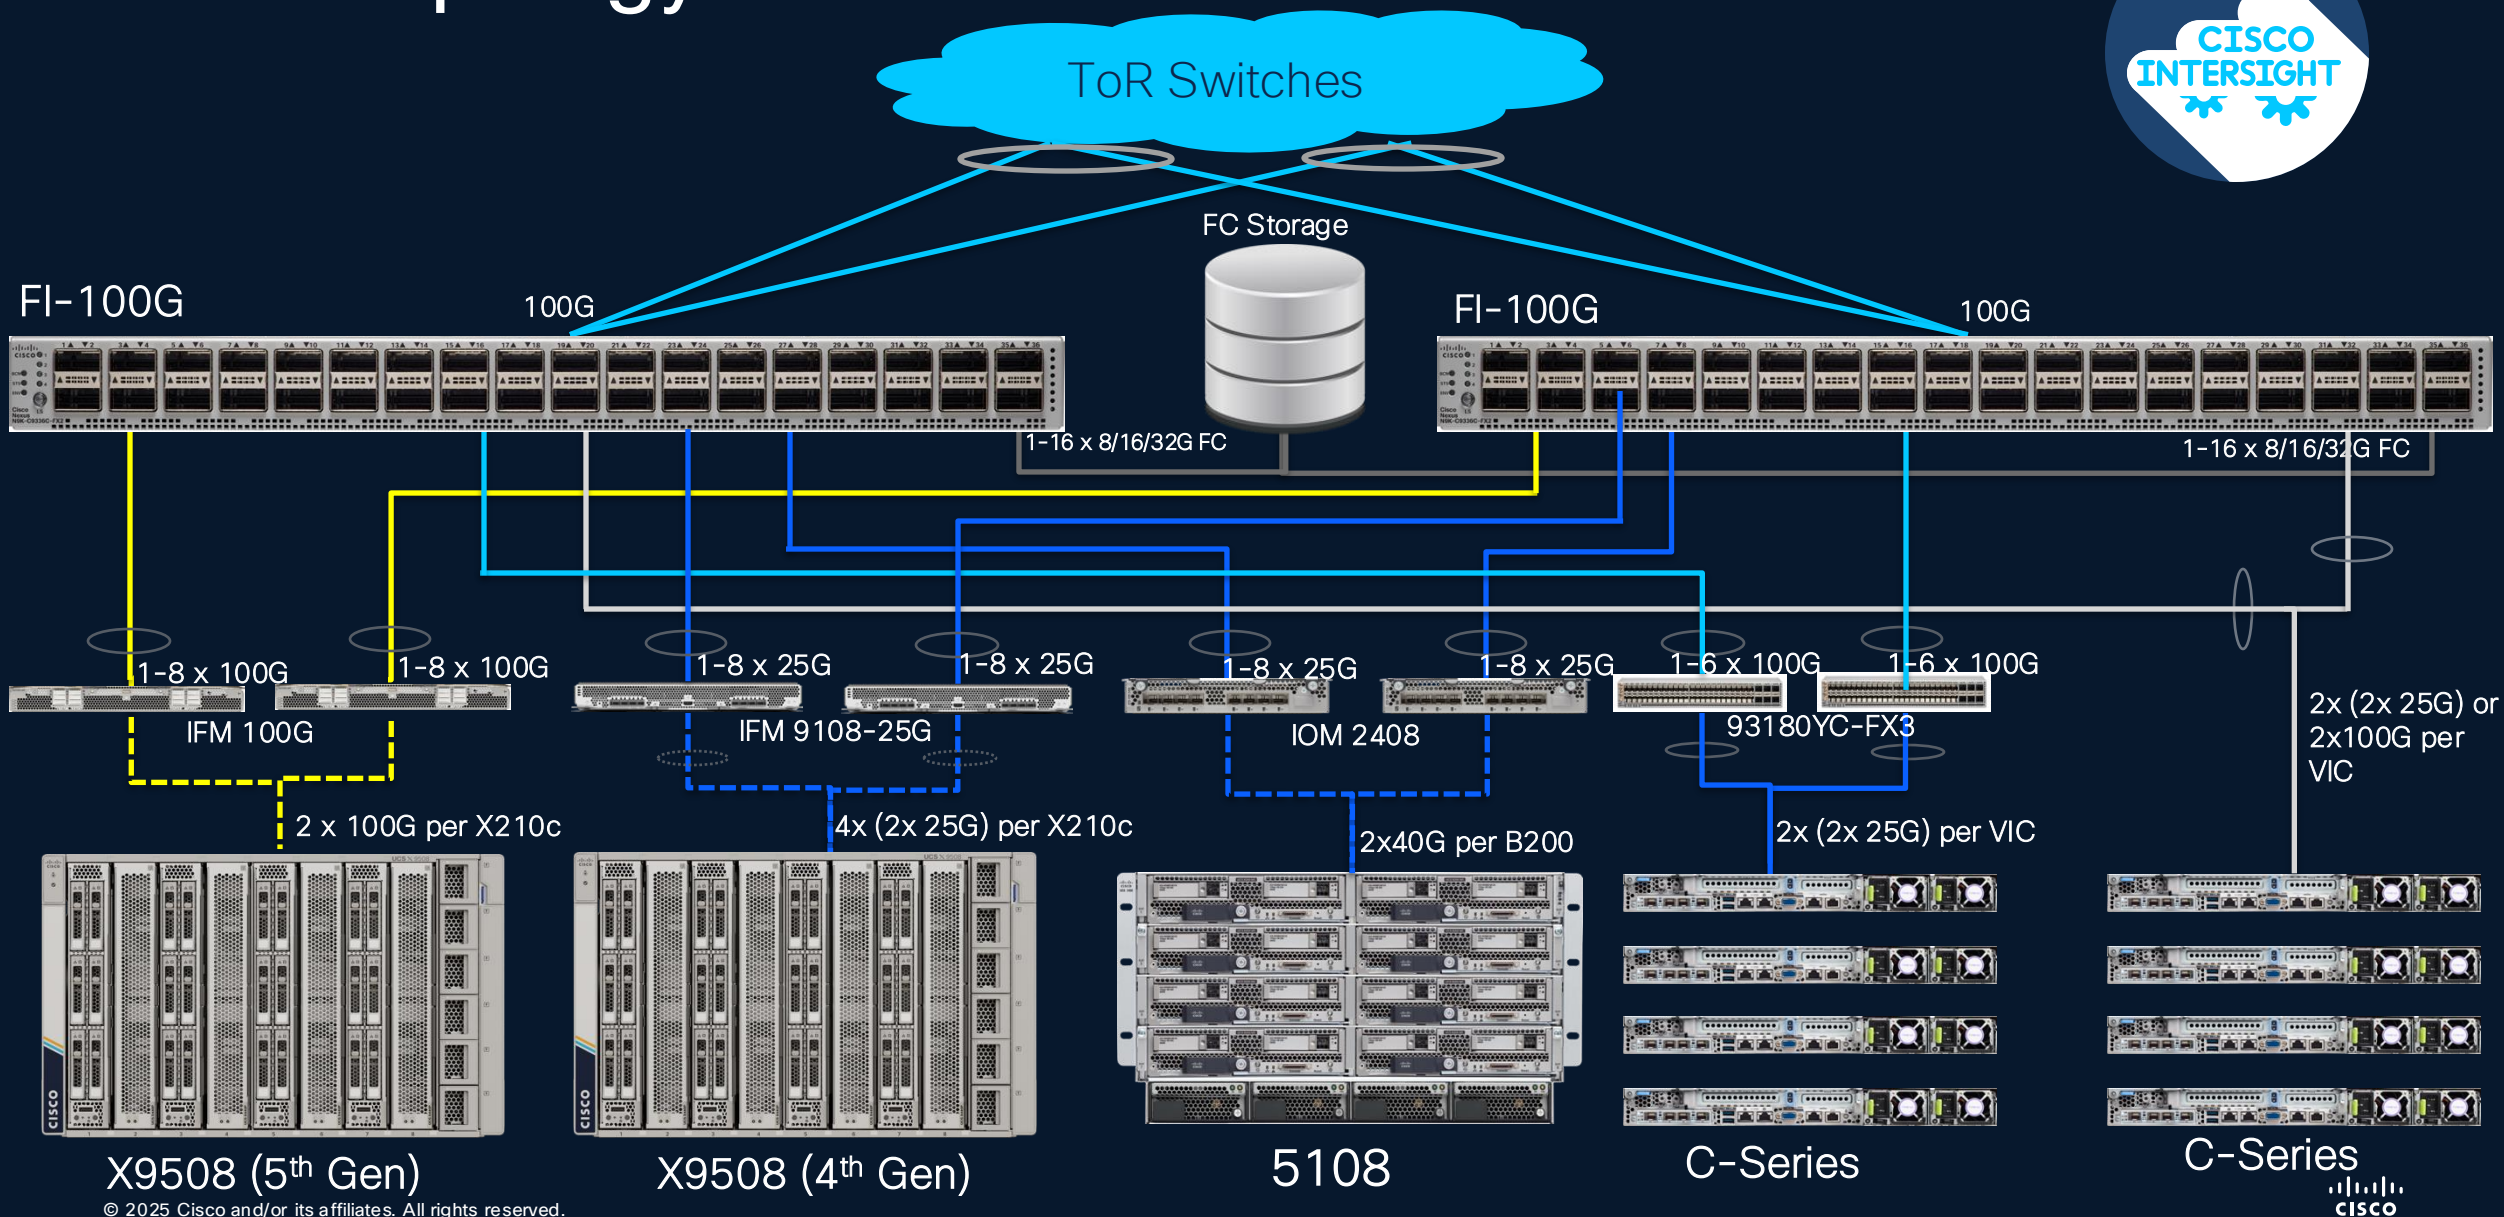 ToR Switches
CISCO
INTERSIGHT
FC Storage
FI-100G
100G
FI-100G
100G
1-16 x 8/16/32G FC
1-16 x 8/16/32G FC
1-8 x 100G
1-8 x 100G
1-8 x 25G
1-8 x 25G
1-8 x 25G
1-8 x 25G
1-6 x 100G
1-6 x 100G
IFM 100G
IFM 9108-25G
IOM 2408
93180YC-FX3
2x (2x 25G) or
2x100G per
VIC
2 x 100G per X210c
4x (2x 25G) per X210c
2x40G per B200
2x (2x 25G) per VIC
CISCO
CISCO
X9508 (5th Gen)
X9508 (4th Gen)
5108
C-Series
C-Series
© 2025 Cisco and/or its affiliates. All rights reserved.
CISCO